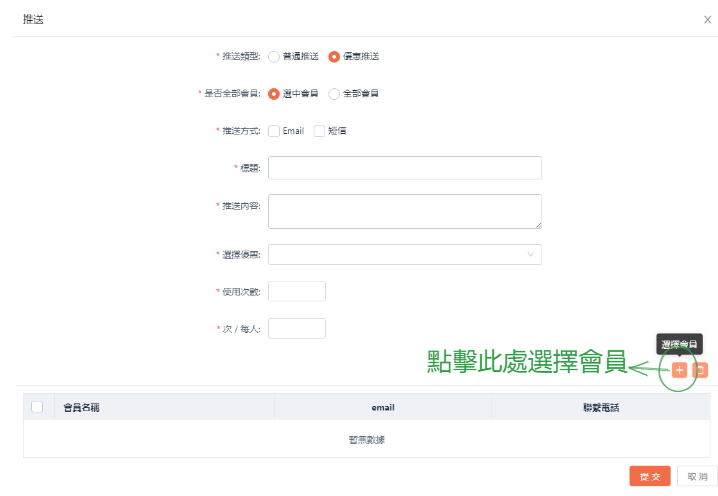 推送
* 推送類型: 普通推送 優惠推送
* 是否全部會員: 選中會員 全部會員
* 推送方式: Email 短信
* 標題:
* 推送內容:
* 選擇優惠:
* 使用次數:
* 次 / 每人:
選擇會員
點擊此處選擇會員
會員名稱 email 聯繫電話
暫無數據
提 交 取 消